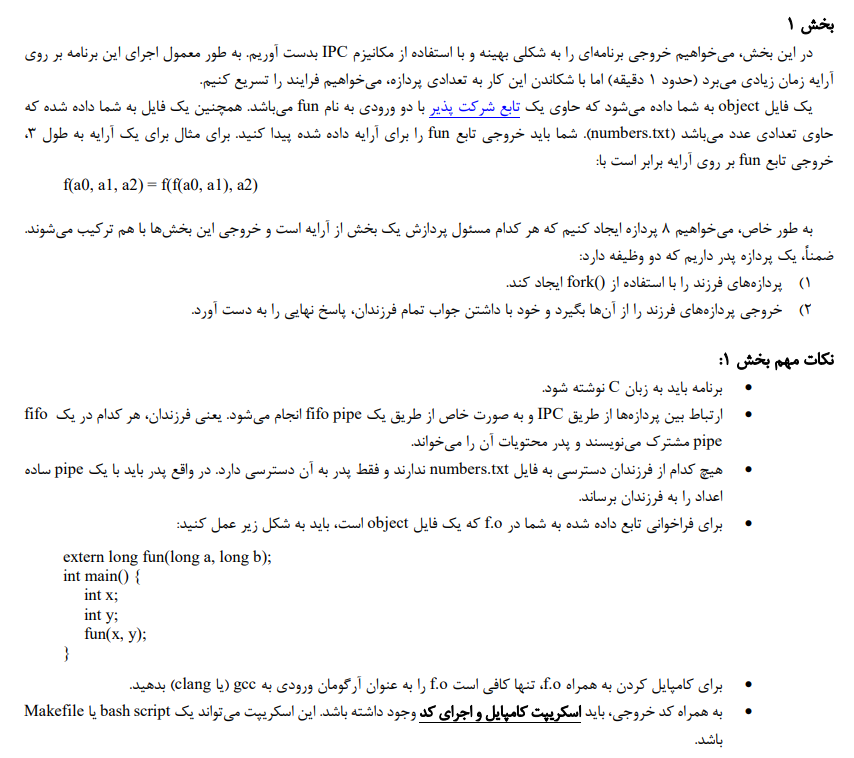 بخش ۱
در این بخش، می‌خواهیم خروجی برنامه‌ای را به شکلی بهینه و با استفاده از مکانیزم IPC بدست آوریم. به طور معمول اجرای این برنامه بر روی
آرایه زمان زیادی می‌برد (حدود ۱ دقیقه) اما با شکاندن این کار به تعدادی پردازه، می‌خواهیم فرایند را تسریع کنیم.
یک فایل object به شما داده می‌شود که حاوی یک تابع شرکت پذیر با دو ورودی به نام fun می‌باشد. همچنین یک فایل به شما داده شده که
حاوی تعدادی عدد می‌باشد (numbers.txt). شما باید خروجی تابع fun را برای آرایه داده شده پیدا کنید. برای مثال برای یک آرایه به طول ۳،
خروجی تابع fun بر روی آرایه برابر است با:
f(a0, a1, a2) = f(f(a0, a1), a2)
به طور خاص، می‌خواهیم ۸ پردازه ایجاد کنیم که هر کدام مسئول پردازش یک بخش از آرایه است و خروجی این بخش‌ها با هم ترکیب می‌شوند.
ضمناً، یک پردازه پدر داریم که دو وظیفه دارد:
۱) پردازه‌های فرزند را با استفاده از fork() ایجاد کند.
۲) خروجی پردازه‌های فرزند را از آن‌ها بگیرد و خود با داشتن جواب تمام فرزندان، پاسخ نهایی را به دست آورد.
نکات مهم بخش ۱:
• برنامه باید به زبان C نوشته شود.
• ارتباط بین پردازه‌ها از طریق IPC و به صورت خاص از طریق یک fifo pipe انجام می‌شود. یعنی فرزندان، هر کدام در یک fifo
pipe مشترک می‌نویسند و پدر محتویات آن را می‌خواند.
• هیچ کدام از فرزندان دسترسی به فایل numbers.txt ندارند و فقط پدر به آن دسترسی دارد. در واقع پدر باید با یک pipe ساده
اعداد را به فرزندان برساند.
• برای فراخوانی تابع داده شده به شما در f.o که یک فایل object است، باید به شکل زیر عمل کنید:
extern long fun(long a, long b);
int main() {
int x;
int y;
fun(x, y);
}
• برای کامپایل کردن به همراه f.o، تنها کافی است f.o را به عنوان آرگومان ورودی به gcc (یا clang) بدهید.
• به همراه کد خروجی، باید اسکریپت کامپایل و اجرای کد وجود داشته باشد. این اسکریپت می‌تواند یک bash script یا Makefile
باشد.